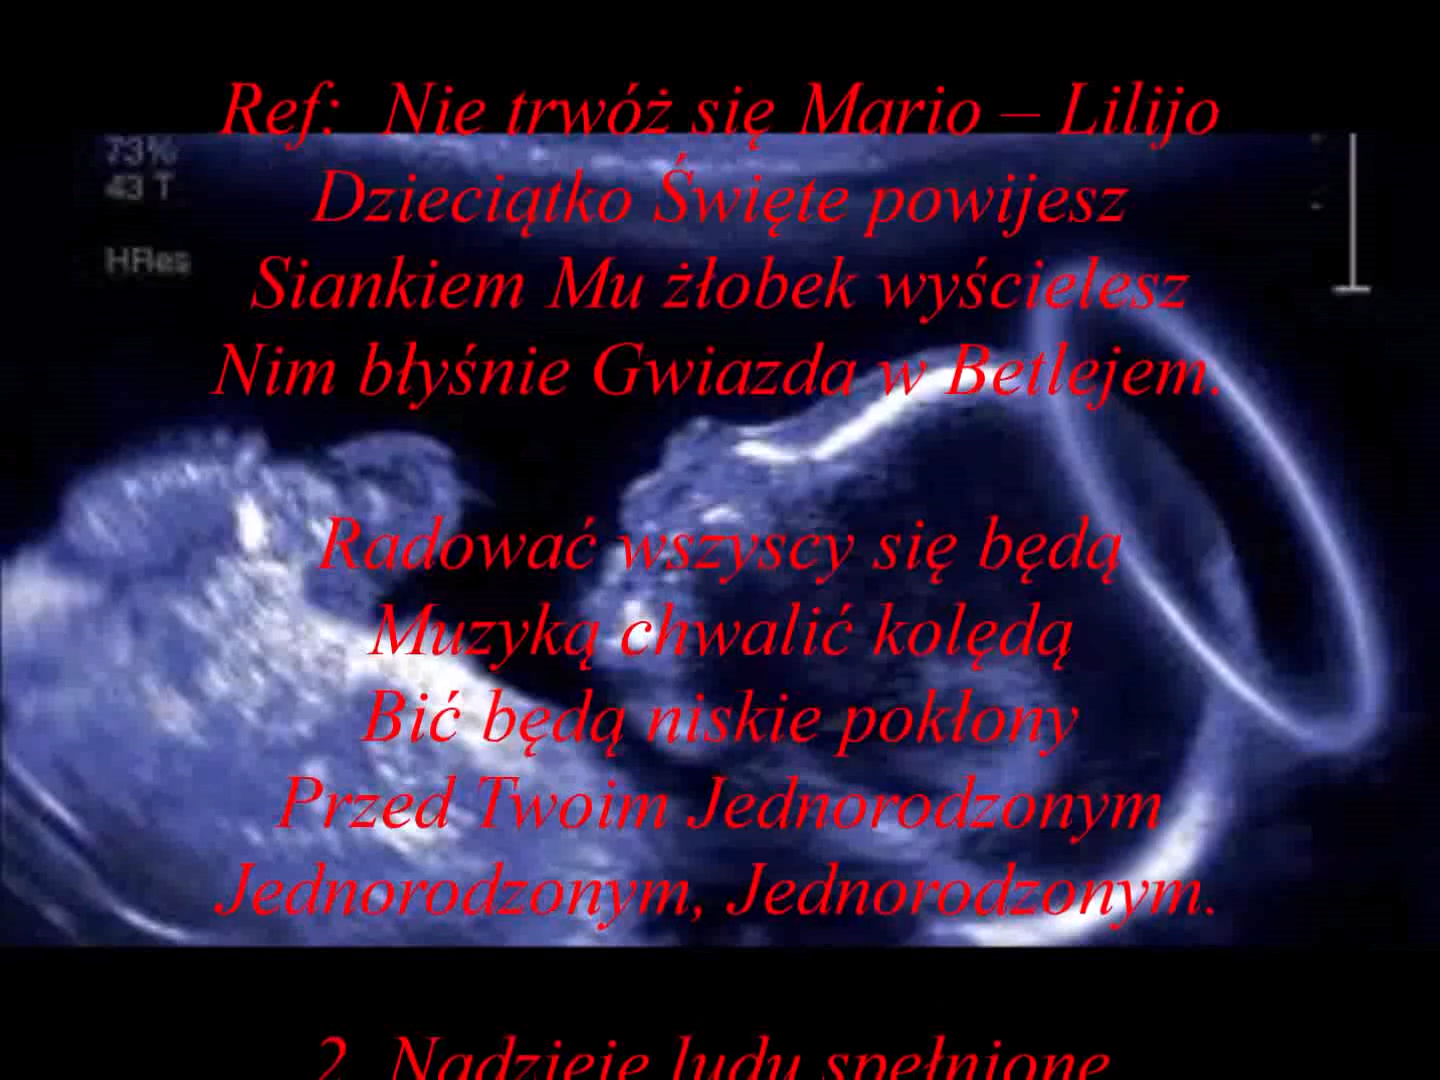 Ref:  Nie trwóż się Mario – Lilijo
73%
43 T
Dzieciątko Święte powijesz
HRes
Siankiem Mu żłobek wyścielesz
Nim błyśnie Gwiazda w Betlejem.
Radować wszyscy się będą
Muzyką chwalić kolędą
Bić będą niskie pokłony
Przed Twoim Jednorodzonym
Jednorodzonym, Jednorodzonym.
2. Nadzieje ludu spełnione